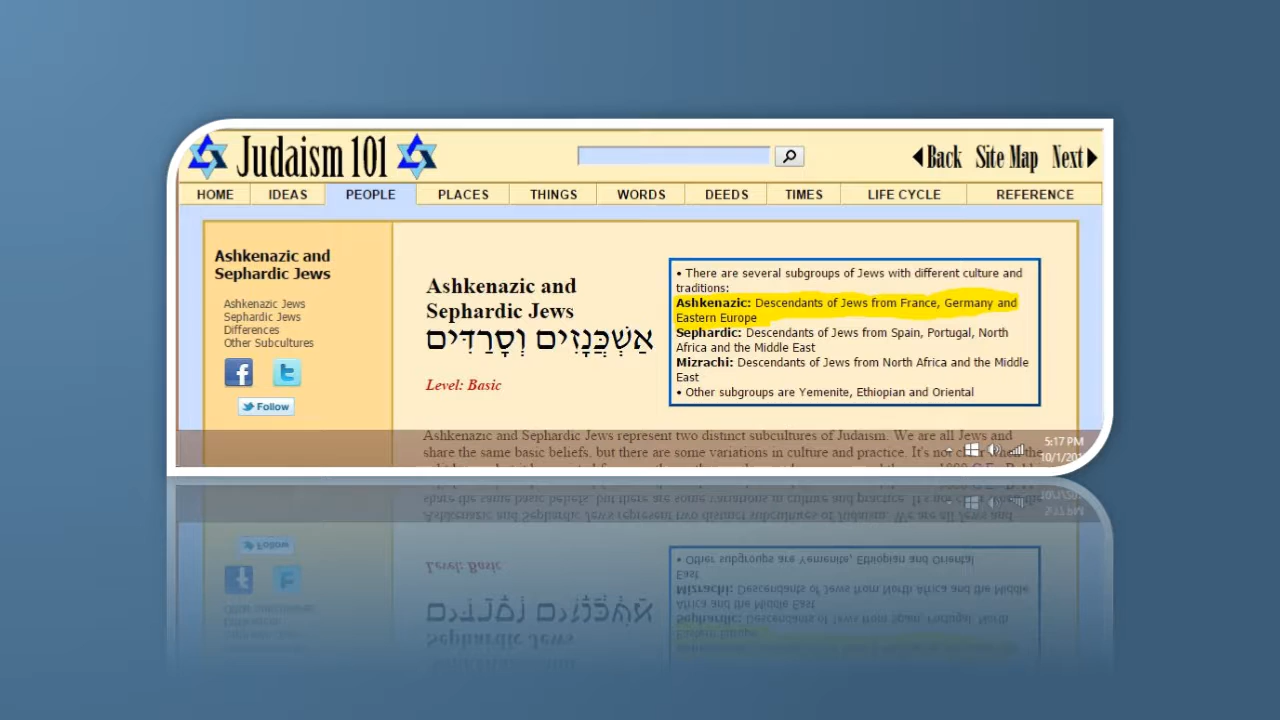 Judaism 101
Back Site Map Next
HOME IDEAS PEOPLE PLACES THINGS WORDS DEEDS TIMES LIFE CYCLE REFERENCE
Ashkenazic and
Sephardic Jews
Ashkenazic Jews
Sephardic Jews
Differences
Other Subcultures
Follow
Ashkenazic and
Sephardic Jews
אַשְׁכֲּנָזִים וְסָרַדִּים
Level: Basic
• There are several subgroups of Jews with different culture and
traditions:
Ashkenazic: Descendants of Jews from France, Germany and
Eastern Europe
Sephardic: Descendants of Jews from Spain, Portugal, North
Africa and the Middle East
Mizrachi: Descendants of Jews from North Africa and the Middle
East
• Other subgroups are Yemenite, Ethiopian and Oriental
Ashkenazic and Sephardic Jews represent two distinct subcultures of Judaism. We are all Jews and
share the same basic beliefs, but there are some variations in culture and practice. It's not clear when the
5:17 PM